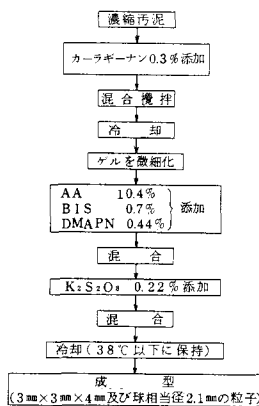 濃縮汚泥
カーラギーナン0.3%添加
混合攪拌
冷却
ゲルを微細化
AA 10.4%
BIS 0.7%
DMAPN 0.44%
添加
混合
K₂S₂O₈ 0.22%添加
混合
冷却(38℃以下に保持)
成型
(3mm×3mm×4mm及び球相当径2.1mmの粒子)